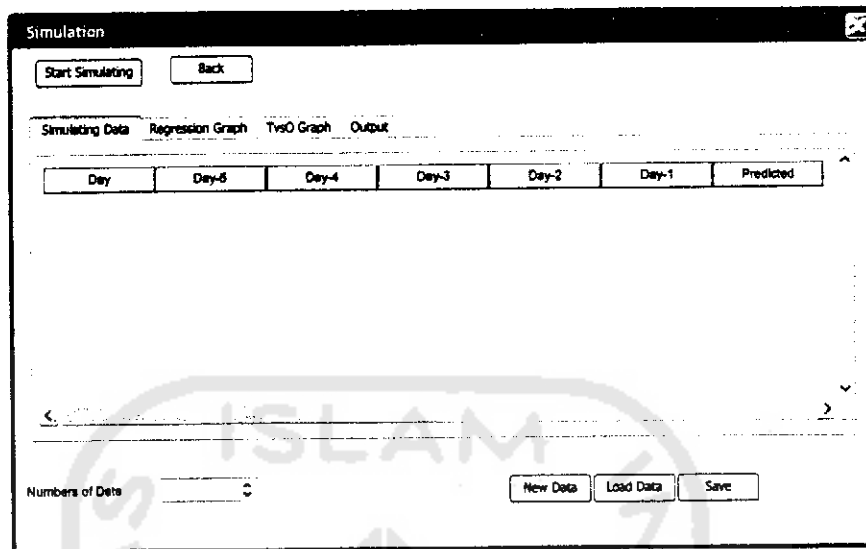 Simulation
Start Simulating Back
Simulating Data Regression Graph TvsO Graph Output
Day Day-5 Day-4 Day-3 Day-2 Day-1 Predicted
ISLAM
Numbers of Data New Data Load Data Save